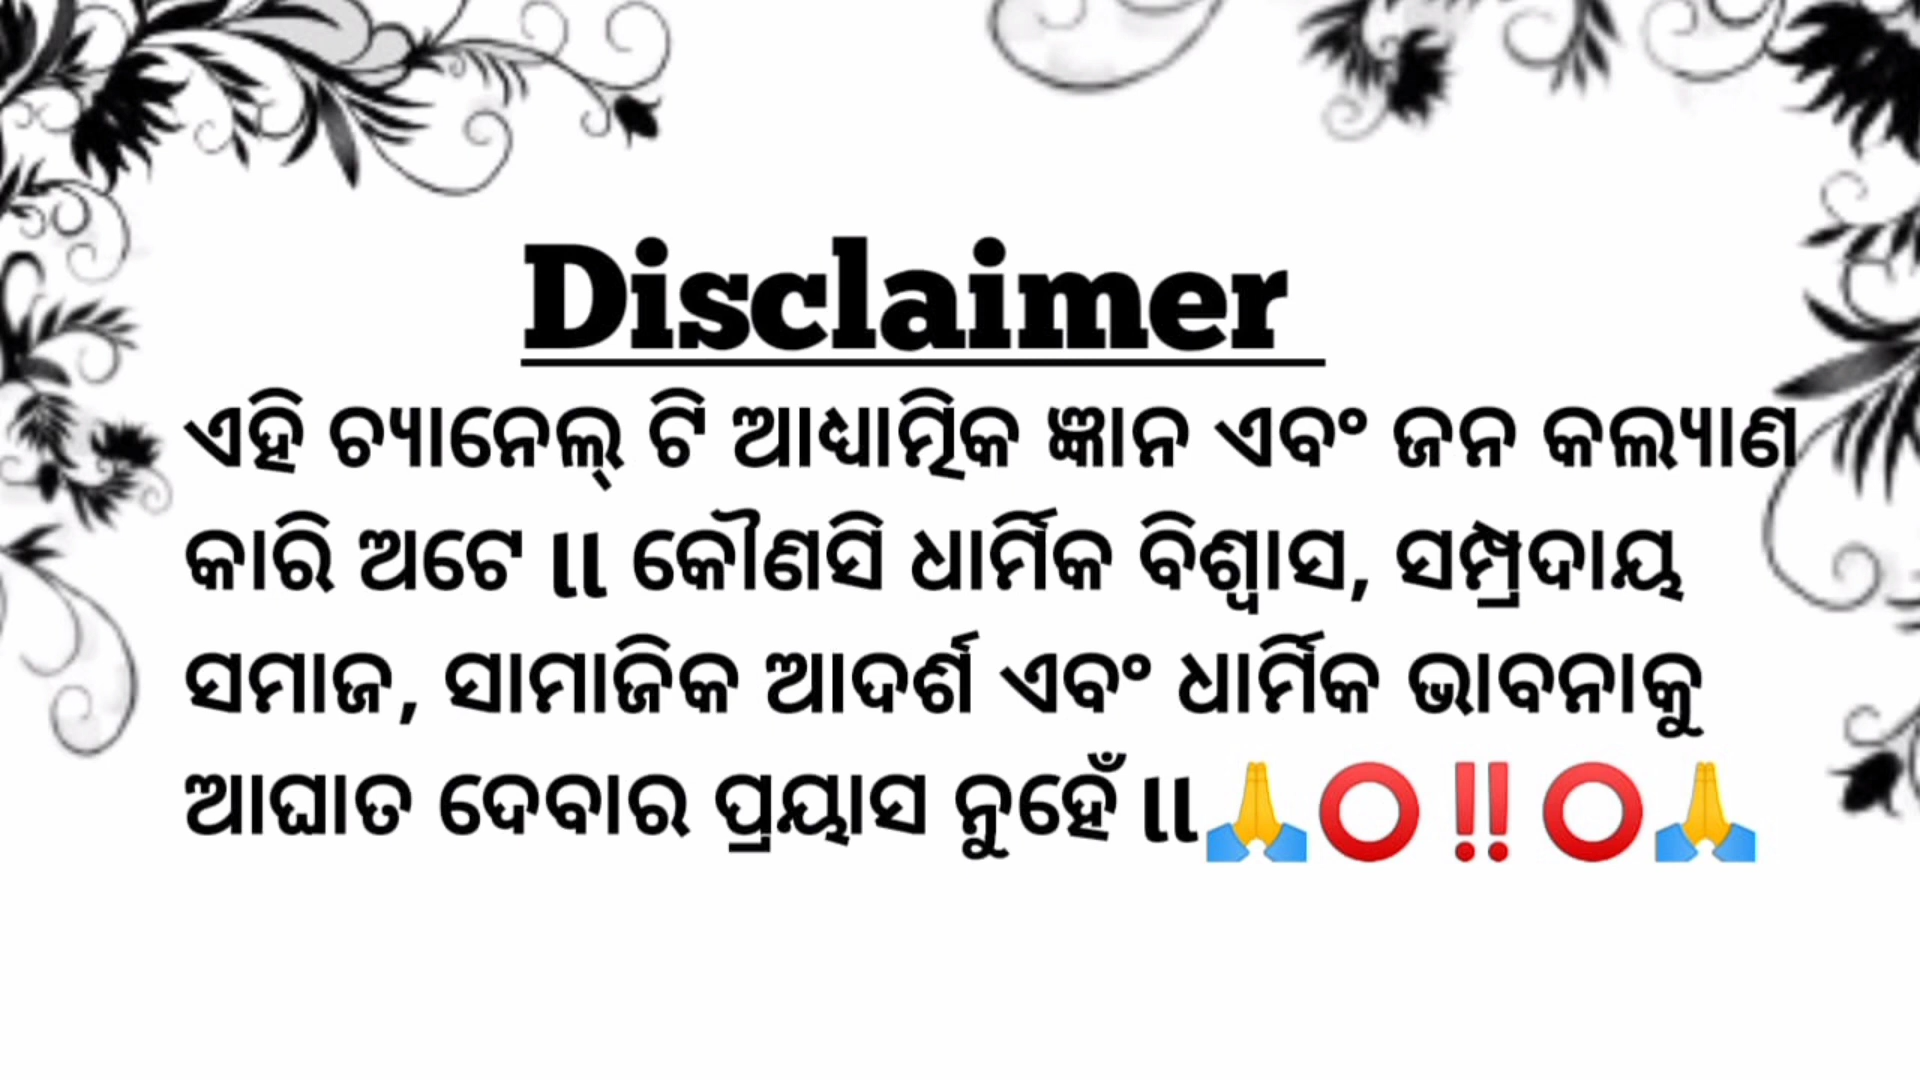 Disclaimer
ଏହି ଚ୍ୟାନେଲ୍ ଟି ଆଧ୍ୟାତ୍ମିକ ଜ୍ଞାନ ଏବଂ ଜନ କଲ୍ୟାଣ
କାରି ଅଟେ ।। କୌଣସି ଧାର୍ମିକ ବିଶ୍ୱାସ, ସମ୍ପ୍ରଦାୟ
ସମାଜ, ସାମାଜିକ ଆଦର୍ଶ ଏବଂ ଧାର୍ମିକ ଭାବନାକୁ
ଆଘାତ ଦେବାର ପ୍ରୟାସ ନୁହେଁ ।।🙏⭕‼️⭕🙏